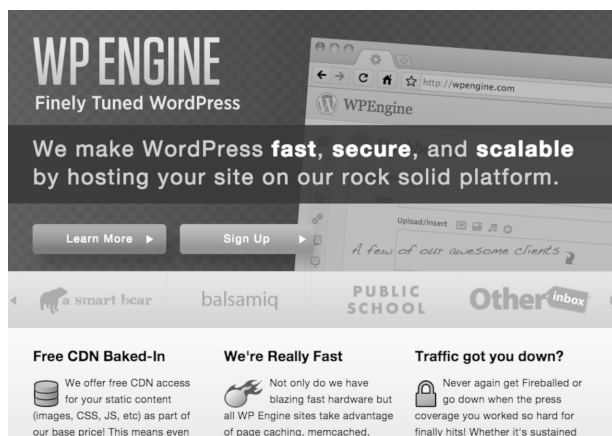 WP ENGINE
Finely Tuned WordPress
http://wpengine.com
WPEngine
We make WordPress fast, secure, and scalable
by hosting your site on our rock solid platform.
Upload/Insert
Learn More
Sign Up
A few of our awesome clients
a smart bear
balsamiq
PUBLIC
SCHOOL
Other inbox
Free CDN Baked-In
We offer free CDN access
for your static content
(images, CSS, JS, etc) as part of
our base price! This means even
We're Really Fast
Not only do we have
blazing fast hardware but
all WP Engine sites take advantage
of page caching, memcached,
Traffic got you down?
Never again get Fireballed or
go down when the press
coverage you worked so hard for
finally hits! Whether it's sustained